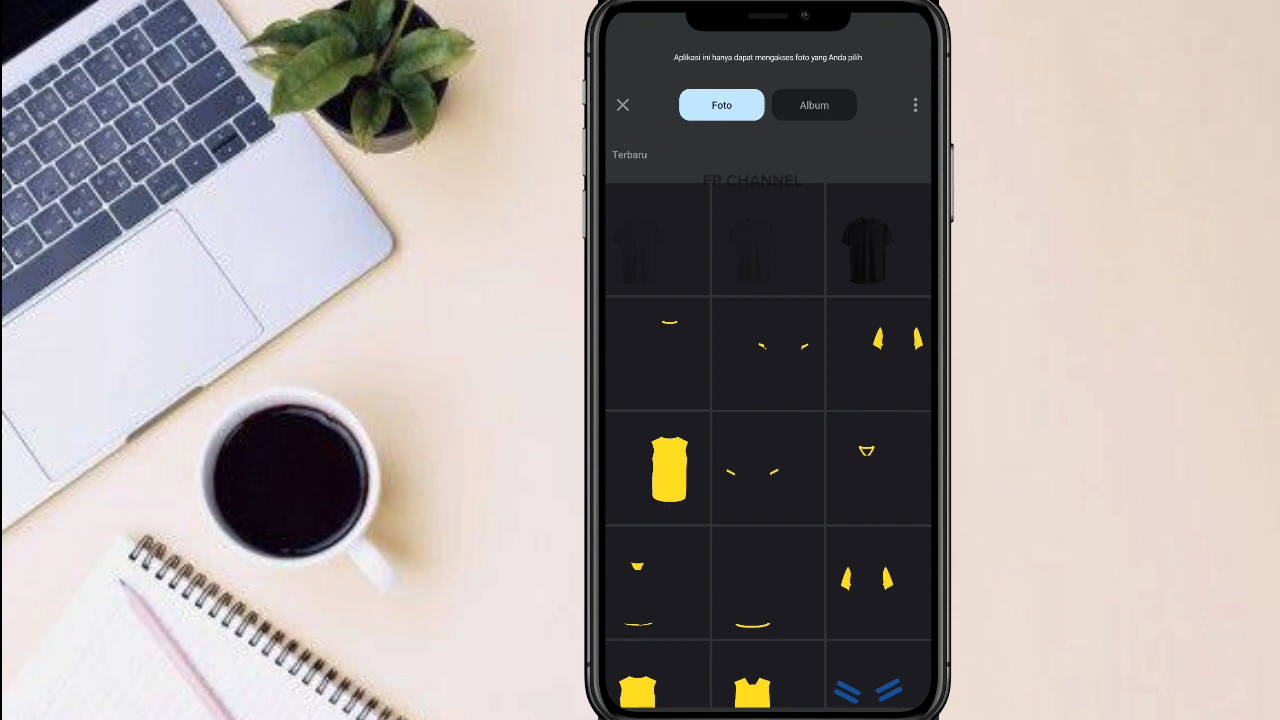 Aplikasi ini hanya dapat mengakses foto yang Anda pilih
Foto
Album
Terbaru
FP CHANNEL